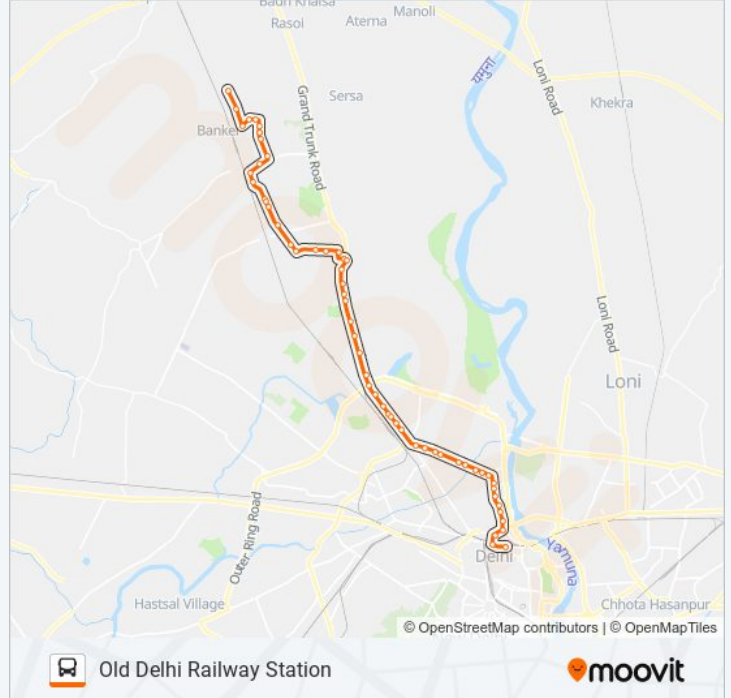 Badh Khalsa
Manoli
Rasoi
Aterna
यमुना
Loni Road
Sersa
Khekra
Grand Trunk Road
Banker
Loni Road
Loni
Outer Ring Road
Delhi
Yamuna
Hastsal Village
Chhota Hasanpur
© OpenStreetMap contributors | © OpenMapTiles
Old Delhi Railway Station
moovit